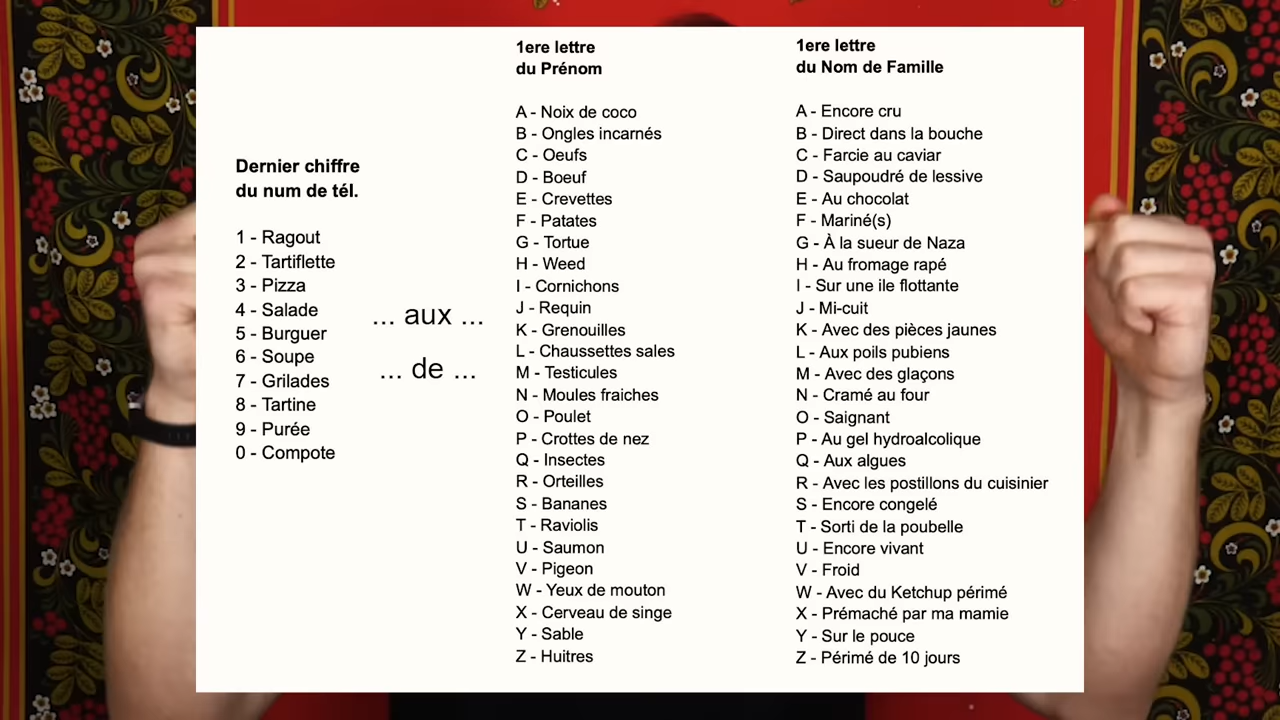 Dernier chiffre
du num de tél.
1 - Ragout
2 - Tartiflette
3 - Pizza
4 - Salade
5 - Burguer
6 - Soupe
7 - Grilades
8 - Tartine
9 - Purée
0 - Compote
... aux ...
... de ...
1ere lettre
du Prénom
A - Noix de coco
B - Ongles incarnés
C - Oeufs
D - Boeuf
E - Crevettes
F - Patates
G - Tortue
H - Weed
I - Cornichons
J - Requin
K - Grenouilles
L - Chaussettes sales
M - Testicules
N - Moules fraiches
O - Poulet
P - Crottes de nez
Q - Insectes
R - Orteilles
S - Bananes
T - Raviolis
U - Saumon
V - Pigeon
W - Yeux de mouton
X - Cerveau de singe
Y - Sable
Z - Huitres
1ere lettre
du Nom de Famille
A - Encore cru
B - Direct dans la bouche
C - Farcie au caviar
D - Saupoudré de lessive
E - Au chocolat
F - Mariné(s)
G - À la sueur de Naza
H - Au fromage rapé
I - Sur une ile flottante
J - Mi-cuit
K - Avec des pièces jaunes
L - Aux poils pubiens
M - Avec des glaçons
N - Cramé au four
O - Saignant
P - Au gel hydroalcolique
Q - Aux algues
R - Avec les postillons du cuisinier
S - Encore congelé
T - Sorti de la poubelle
U - Encore vivant
V - Froid
W - Avec du Ketchup périmé
X - Prémaché par ma mamie
Y - Sur le pouce
Z - Périmé de 10 jours